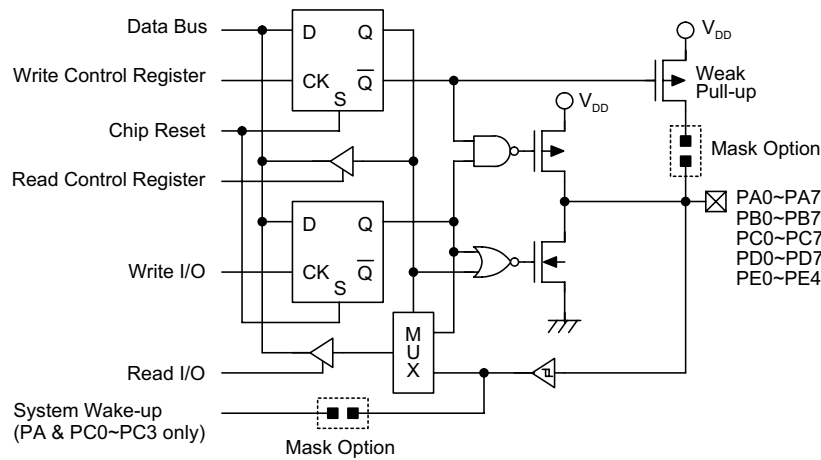 Data Bus
Write Control Register
Chip Reset
Read Control Register
Write I/O
Read I/O
System Wake-up
(PA & PC0~PC3 only)
D
Q
CK
Q
S
D
Q
CK
Q
S
M
U
X
Mask Option
VDD
VDD
Weak
Pull-up
Mask Option
PA0~PA7
PB0~PB7
PC0~PC7
PD0~PD7
PE0~PE4